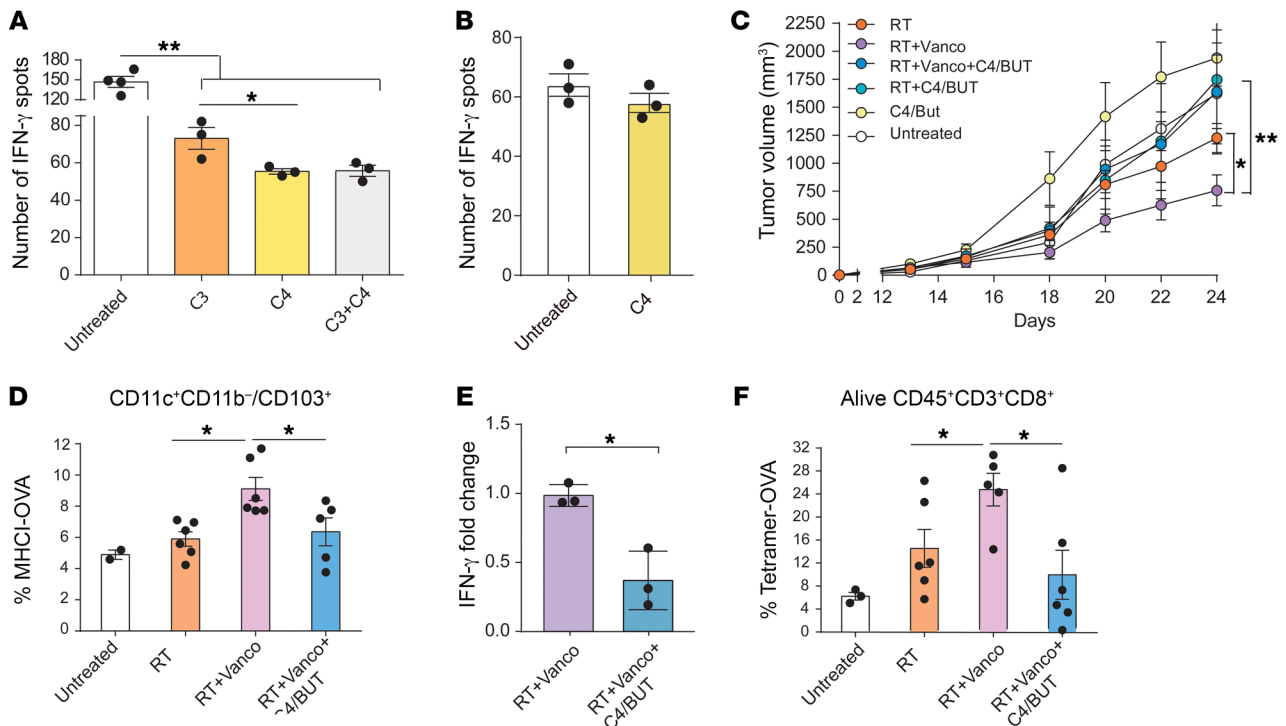 A
Number of IFN-γ spots
180
150
120
80
60
40
20
0
**
*
Untreated
C3
C4
C3+C4
B
Number of IFN-γ spots
80
60
40
20
0
Untreated
C4
C
Tumor volume (mm³)
2250
2000
1750
1500
1250
1000
750
500
250
0
RT
RT+Vanco
RT+Vanco+C4/BUT
RT+C4/BUT
C4/But
Untreated
*
**
0 2 12 14 16 18 20 22 24
Days
D
CD11c⁺CD11b⁻/CD103⁺
% MHCI-OVA
12
10
8
6
4
2
0
* *
Untreated
RT
RT+Vanco
RT+Vanco+
C4/BUT
E
IFN-γ fold change
1.5
1.0
0.5
0.0
*
RT+Vanco
RT+Vanco+
C4/BUT
F
Alive CD45⁺CD3⁺CD8⁺
% Tetramer-OVA
32
28
24
20
16
12
8
4
0
* *
Untreated
RT
RT+Vanco
RT+Vanco+
C4/BUT